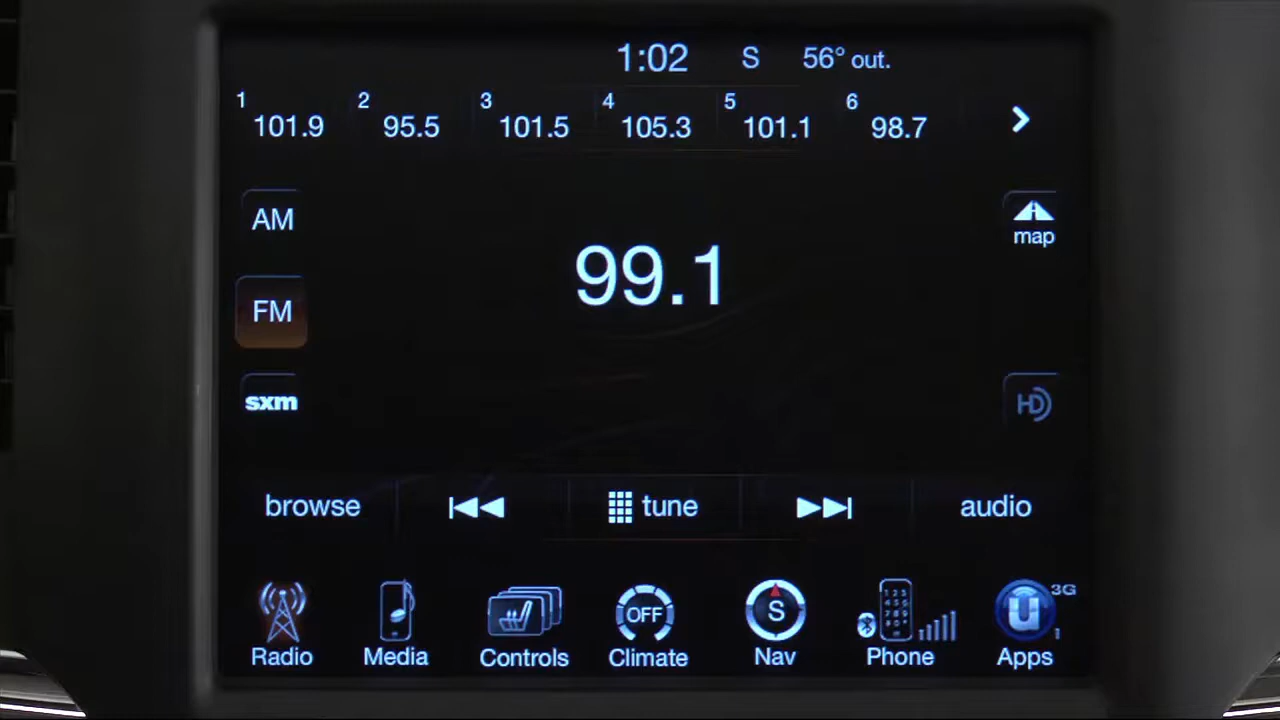 1:02 S 56° out.
1 2 3 4 5 6
101.9 95.5 101.5 105.3 101.1 98.7
AM
map
99.1
FM
sxm
HD
browse tune audio
OFF S 3G
1
Radio Media Controls Climate Nav Phone Apps